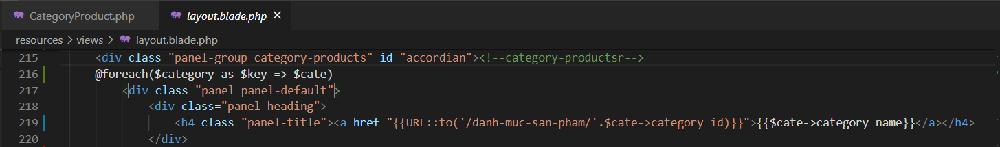 CategoryProduct.php layout.blade.php
resources > views > layout.blade.php
215 <div class="panel-group category-products" id="accordian"><!--category-productsr-->
216 @foreach($category as $key => $cate)
217 <div class="panel panel-default">
218 <div class="panel-heading">
219 <h4 class="panel-title"><a href="{{URL::to('/danh-muc-san-pham/'.$cate->category_id)}}">{{$cate->category_name}}</a></h4>
220 </div>